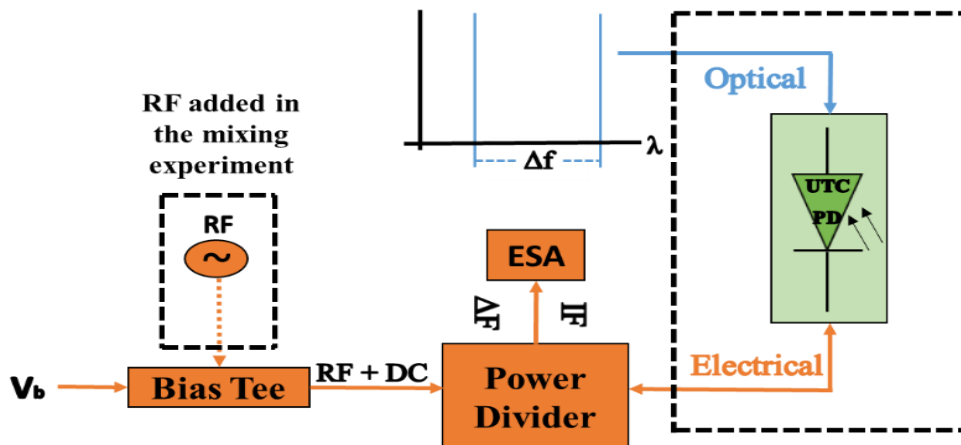 RF added in
the mixing
experiment
RF
~
λ
Δf
Optical
UTC
PD
ESA
ΔF
IF
Vb
Bias Tee
RF + DC
Power
Divider
Electrical